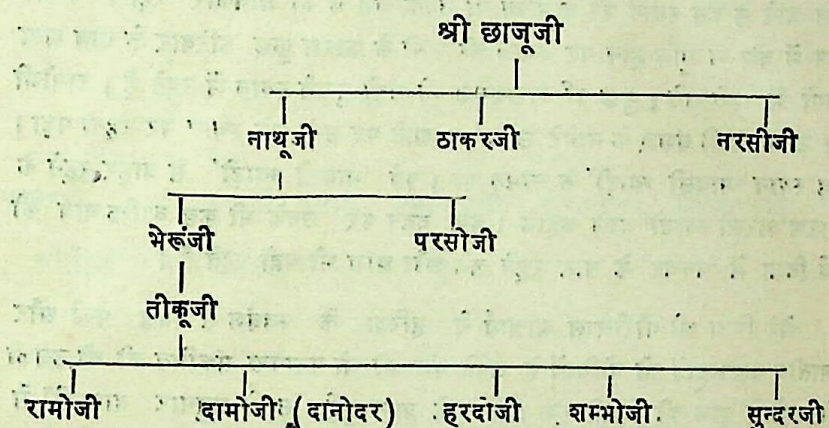 श्री छाजूजी
नाथूजी ठाकरजी नरसीजी
भेरूंजी परसोजी
तीकूजी
रामोजी दामोजी (दानोदर) हरदोजी शम्भोजी सुन्दरजी